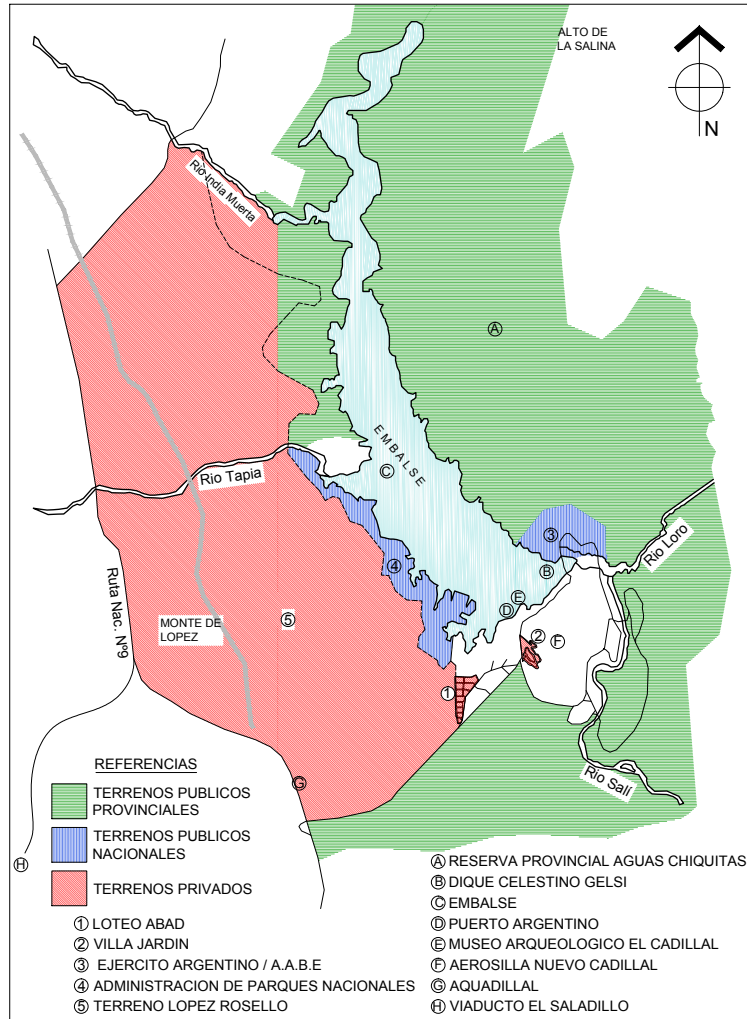 ALTO DE
LA SALINA
N
Rio India Muerta
A
EMBALSE
C
Rio Tapia
3
Rio Loro
B
4
E
D
Ruta Nac. Nº9
MONTE DE
LOPEZ
5
2
F
1
G
Rio Salí
H
REFERENCIAS
TERRENOS PUBLICOS
PROVINCIALES
TERRENOS PUBLICOS
NACIONALES
TERRENOS PRIVADOS
1 LOTEO ABAD
2 VILLA JARDIN
3 EJERCITO ARGENTINO / A.A.B.E
4 ADMINISTRACION DE PARQUES NACIONALES
5 TERRENO LOPEZ ROSELLO
A RESERVA PROVINCIAL AGUAS CHIQUITAS
B DIQUE CELESTINO GELSI
C EMBALSE
D PUERTO ARGENTINO
E MUSEO ARQUEOLOGICO EL CADILLAL
F AEROSILLA NUEVO CADILLAL
G AQUADILLAL
H VIADUCTO EL SALADILLO